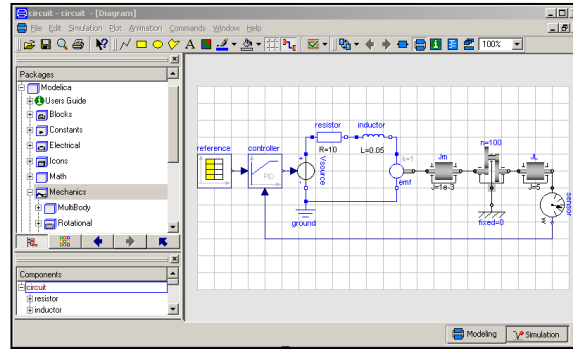 circuit - circuit - [Diagram]
File Edit Simulation Plot Animation Commands Window Help
100%
Packages
Modelica
Users Guide
Blocks
Constants
Electrical
Icons
Math
Mechanics
MultiBody
Rotational
Components
circuit
resistor
inductor
reference
controller
PID
resistor
R=10
inductor
L=0.05
Vsource
ground
k=1
emf
Jm
J=1e-3
n=100
fixed=0
JL
J=5
sensor
Modeling
Simulation